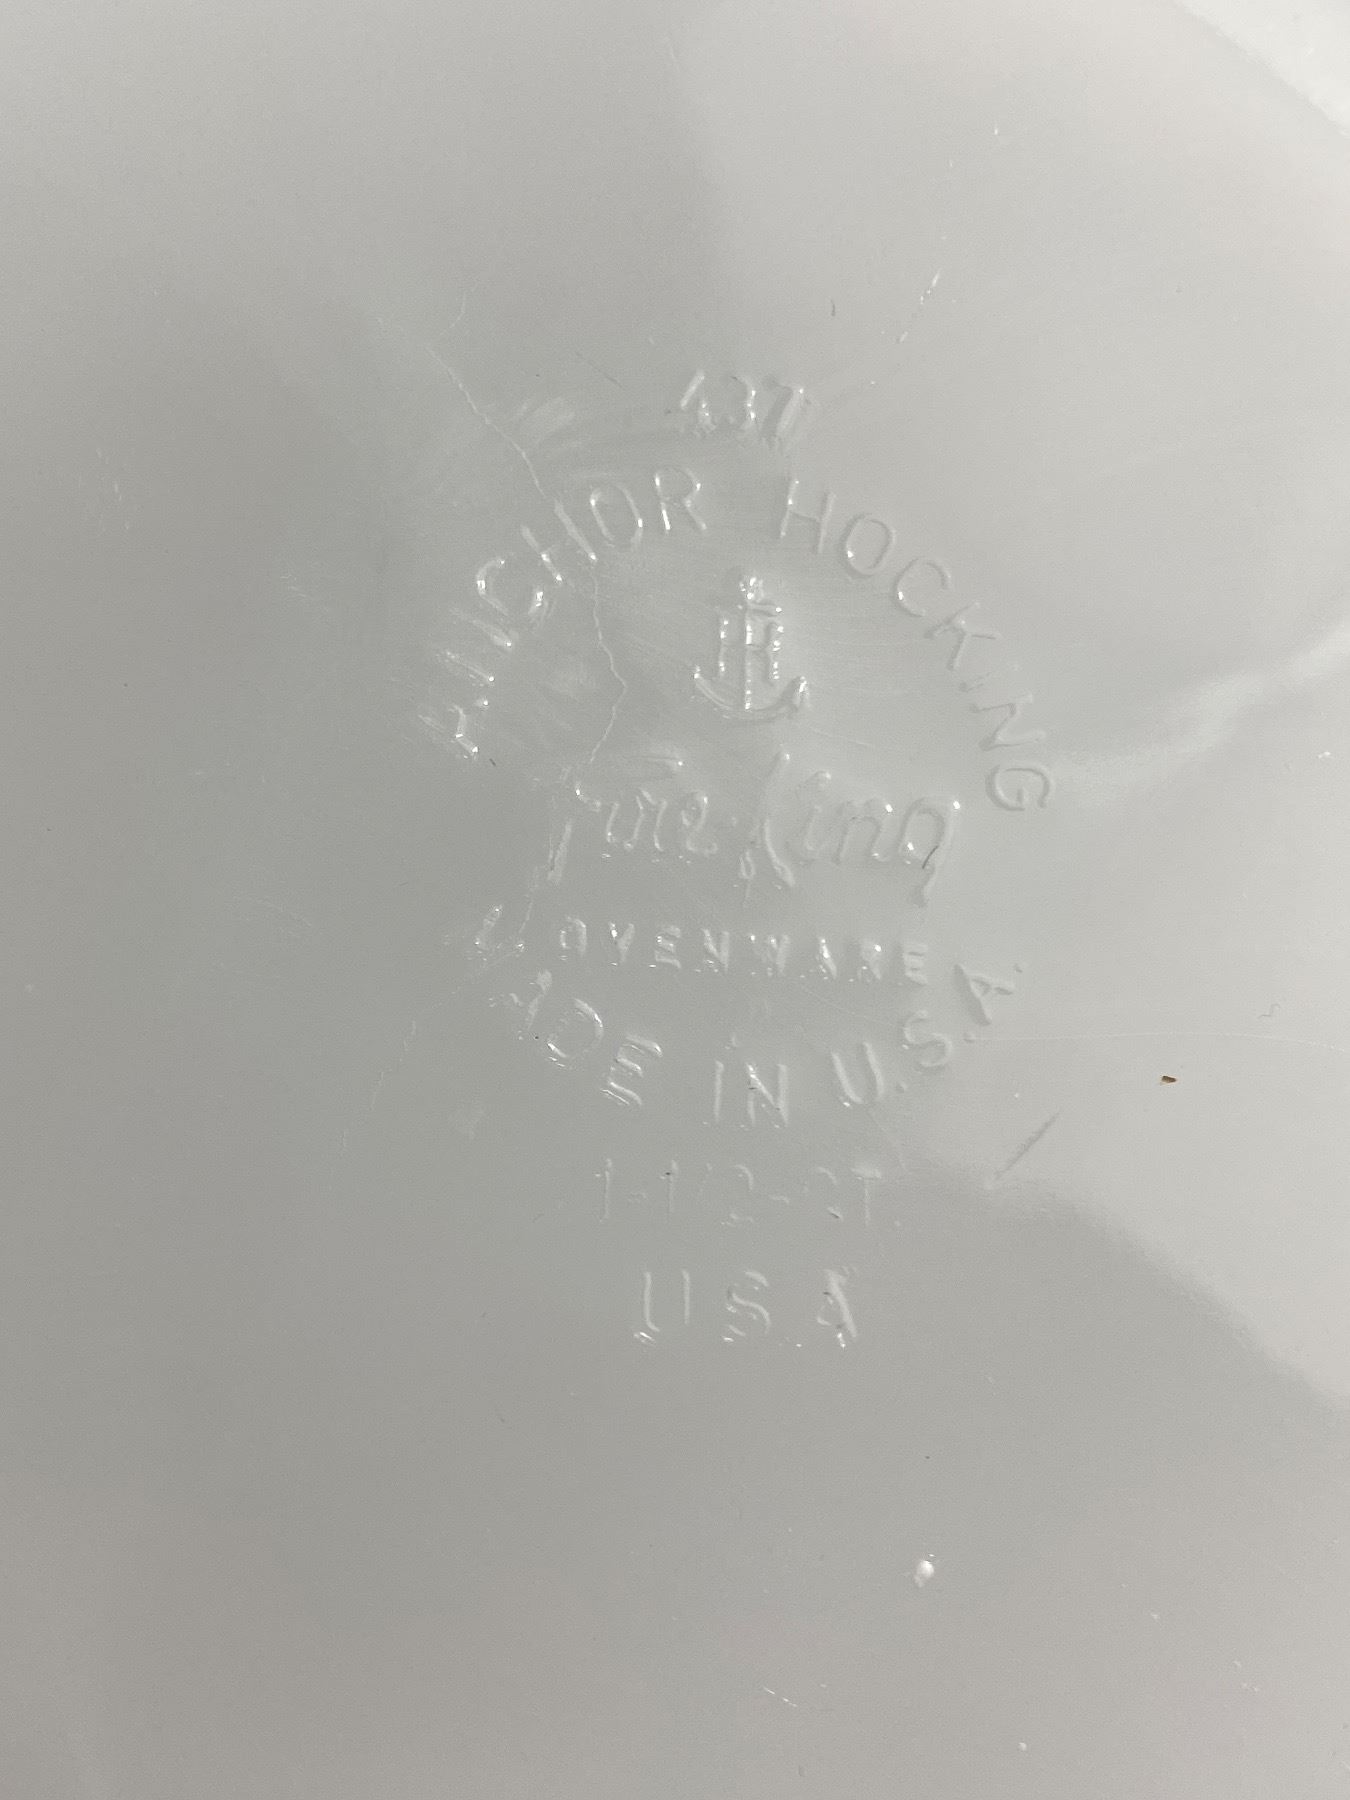 437
ANCHOR HOCKING
H
Fire-King
OVENWARE
MADE IN U.S.A.
1-1/2-QT
USA